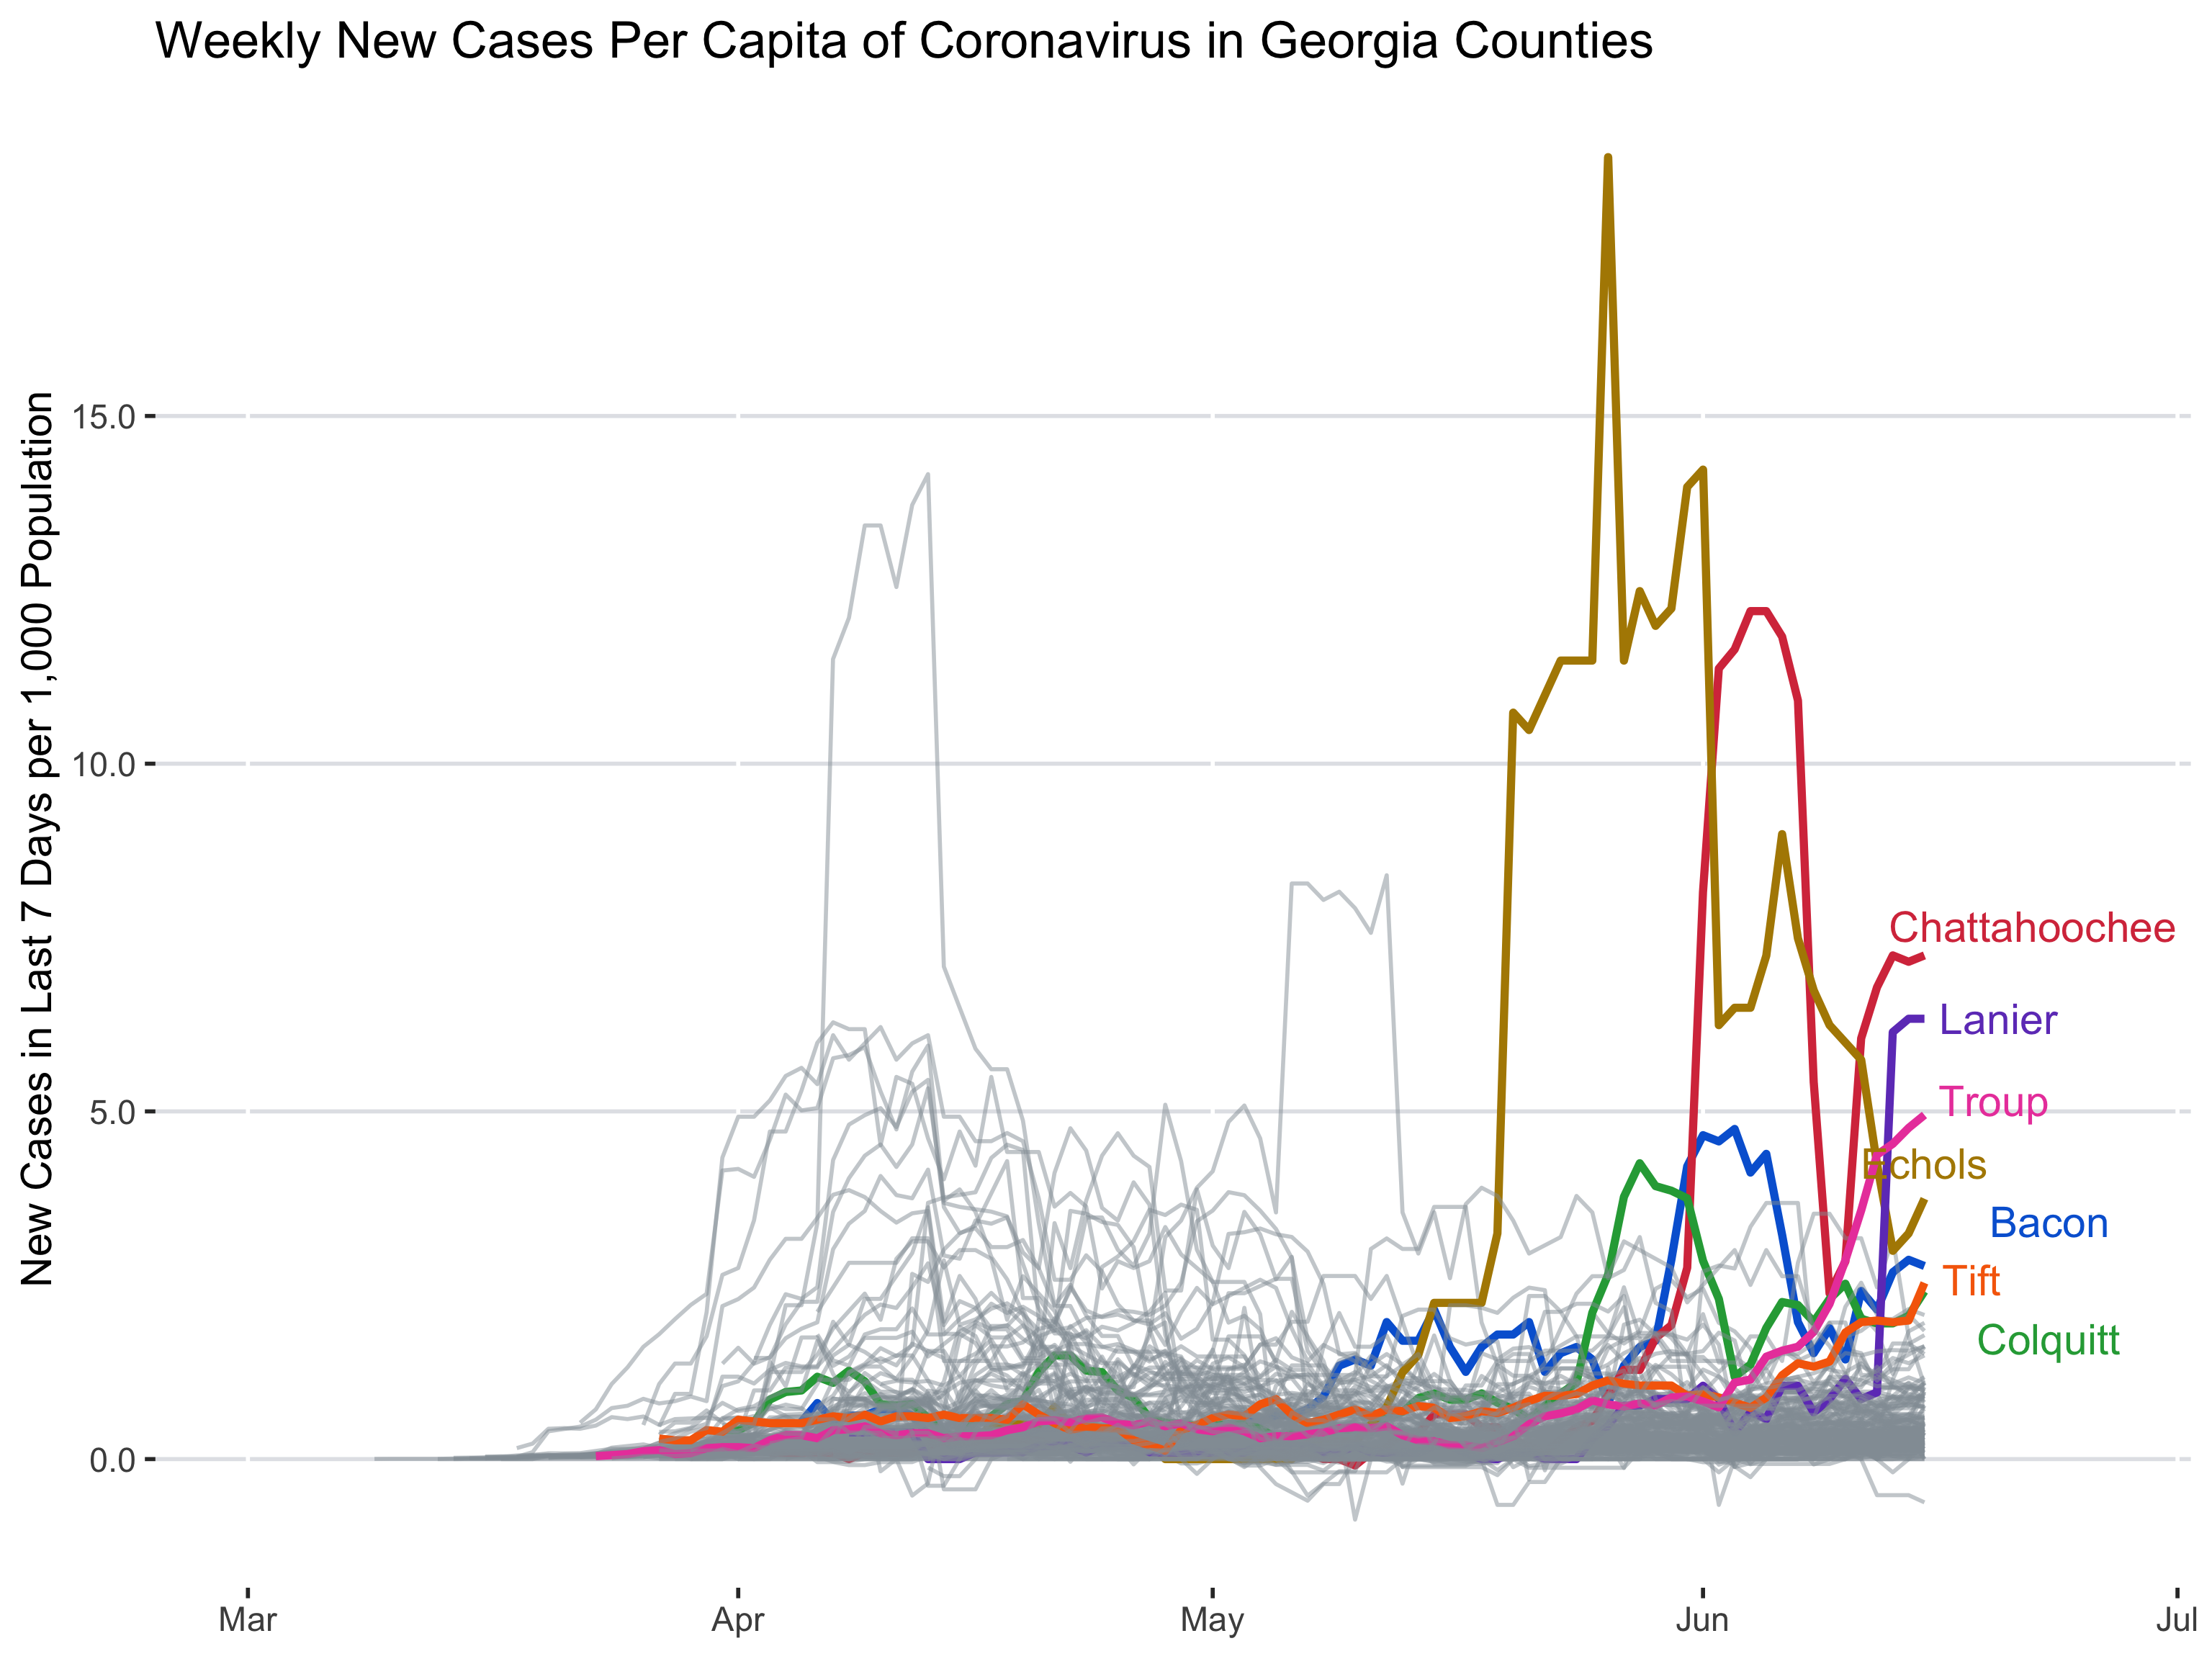 Weekly New Cases Per Capita of Coronavirus in Georgia Counties
New Cases in Last 7 Days per 1,000 Population
15.0
10.0
5.0
0.0
Chattahoochee
Lanier
Troup
Echols
Bacon
Tift
Colquitt
Mar
Apr
May
Jun
Jul